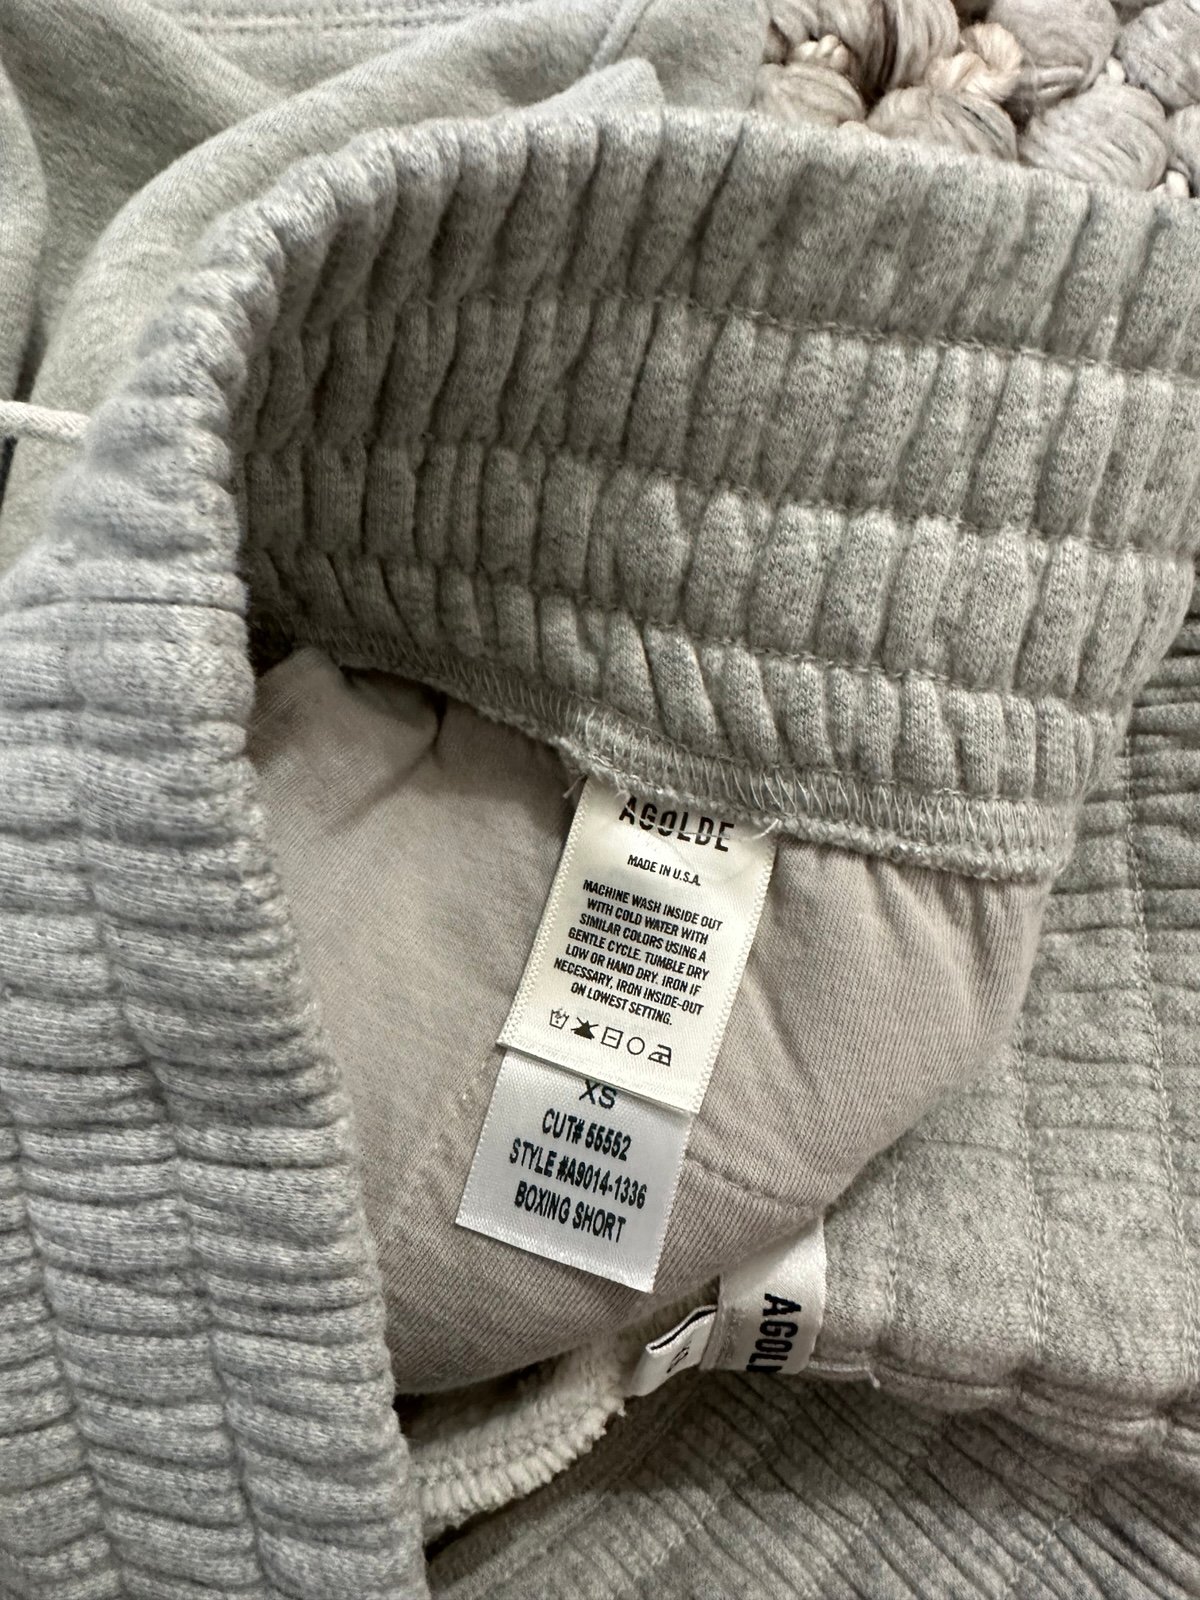 AGOLDE
MADE IN U.S.A.
MACHINE WASH INSIDE OUT
WITH COLD WATER WITH
SIMILAR COLORS USING A
GENTLE CYCLE. TUMBLE DRY
LOW OR HAND DRY. IRON IF
NECESSARY, IRON INSIDE-OUT
ON LOWEST SETTING.
XS
CUT# 55552
STYLE #A9014-1336
BOXING SHORT
AGOL